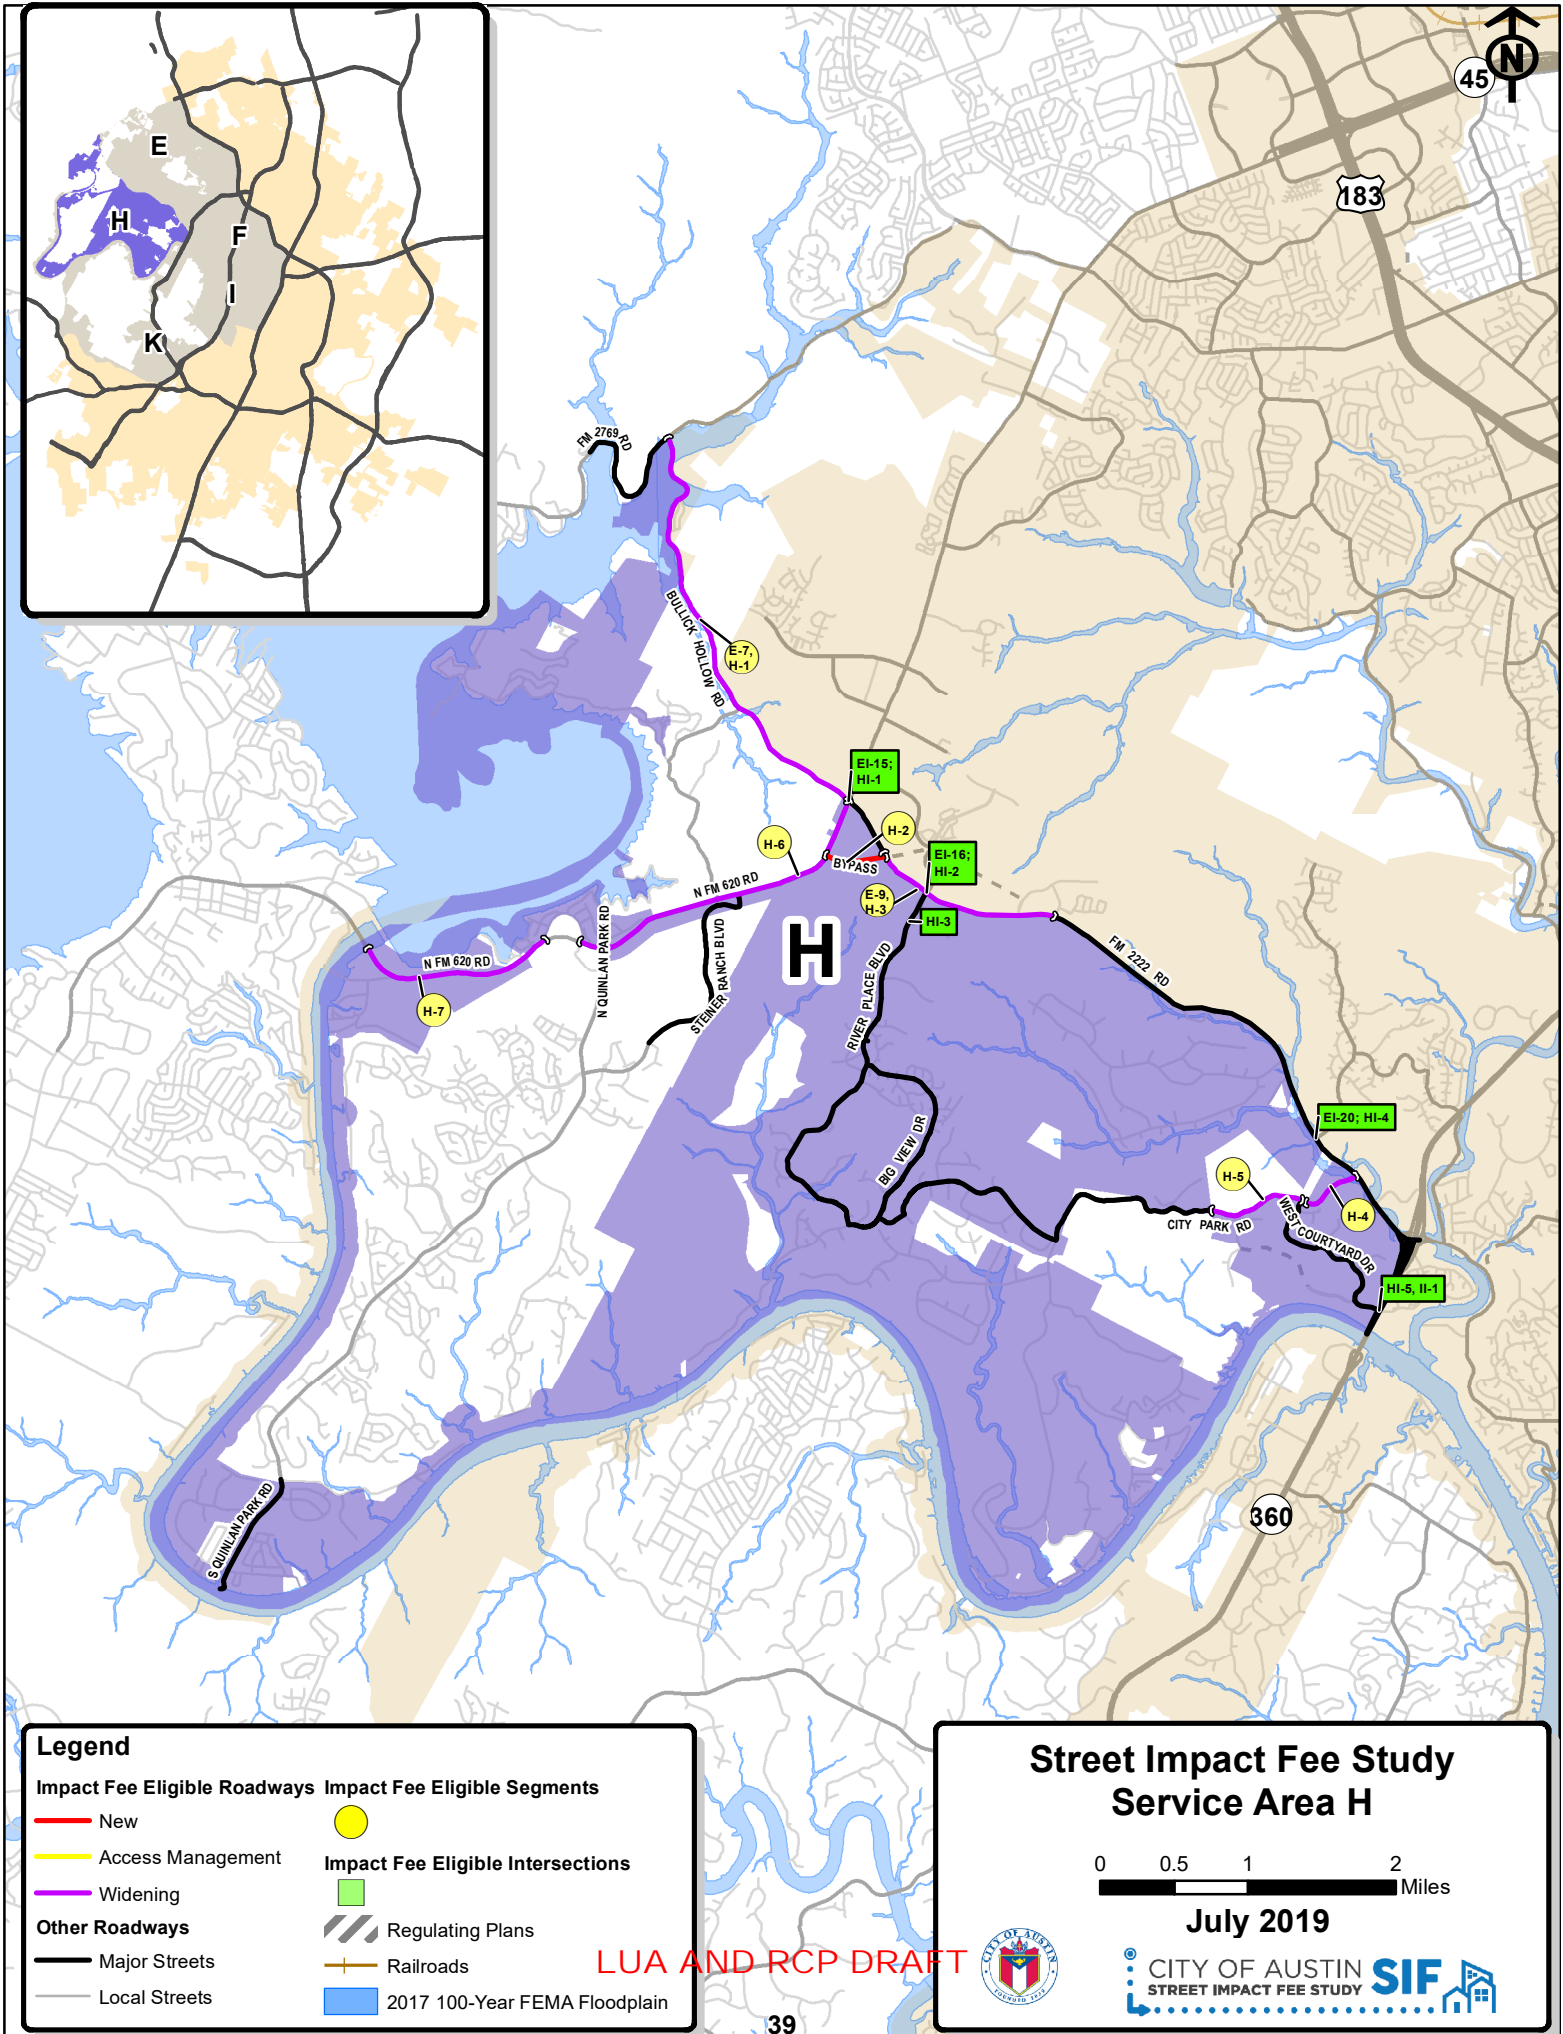 E
H
F
I
K
45
N
183
FM 2769 RD
BULLICK HOLLOW RD
E-7,
H-1
EI-15;
HI-1
H-2
H-6
BYPASS
EI-16;
HI-2
N FM 620 RD
E-9,
H-3
HI-3
H
N QUINLAN PARK RD
STEINER RANCH BLVD
RIVER PLACE BLVD
FM 2222 RD
N FM 620 RD
H-7
EI-20; HI-4
BIG VIEW DR
H-5
H-4
CITY PARK RD
WEST COURTYARD DR
HI-5, II-1
S QUINLAN PARK RD
360
Legend
Impact Fee Eligible Roadways
New
Access Management
Widening
Other Roadways
Major Streets
Local Streets
Impact Fee Eligible Segments
Impact Fee Eligible Intersections
Regulating Plans
Railroads
2017 100-Year FEMA Floodplain
Street Impact Fee Study
Service Area H
0 0.5 1 2
Miles
July 2019
CITY OF AUSTIN
FOUNDED 1839
CITY OF AUSTIN
STREET IMPACT FEE STUDY
SIF
LUA AND RCP DRAFT
39